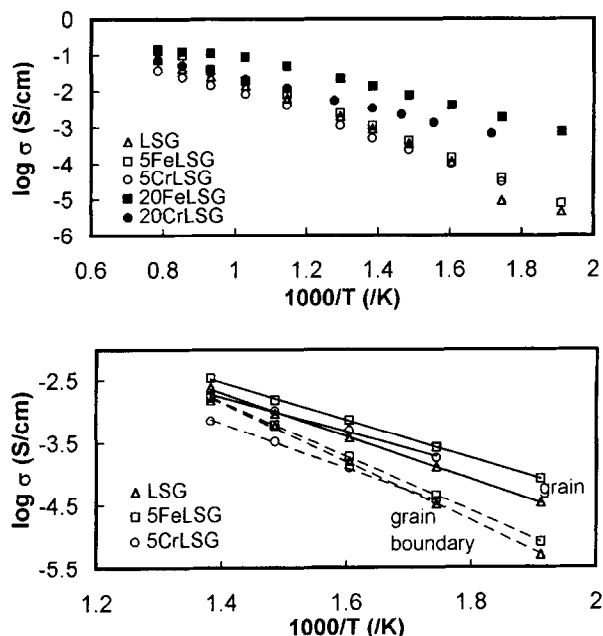 0
-1
-2
-3
-4
-5
-6
log σ (S/cm)
LSG
5FeLSG
5CrLSG
20FeLSG
20CrLSG
0.6 0.8 1 1.2 1.4 1.6 1.8 2
1000/T (/K)
-2.5
-3.5
-4.5
-5.5
log σ (S/cm)
LSG
5FeLSG
5CrLSG
grain
grain
boundary
1.2 1.4 1.6 1.8 2
1000/T (/K)